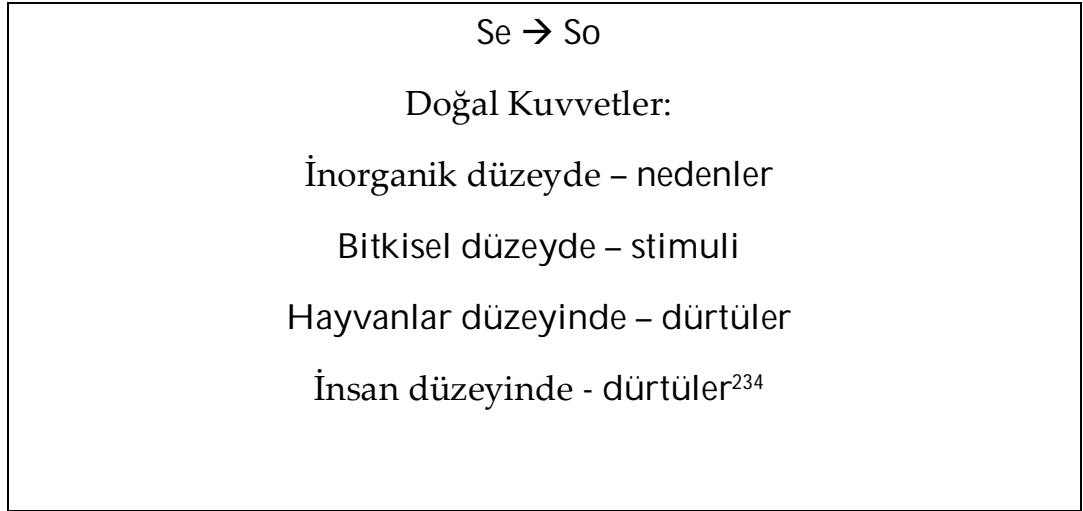 Se → So
Doğal Kuvvetler:
İnorganik düzeyde – nedenler
Bitkisel düzeyde – stimuli
Hayvanlar düzeyinde – dürtüler
İnsan düzeyinde - dürtüler²³⁴